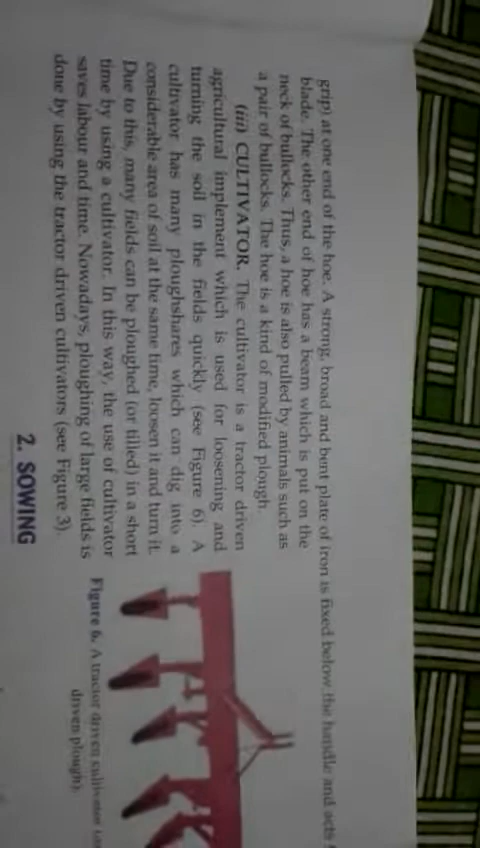 grip) at one end of the hoe. A strong, broad and bent plate of iron is fixed below the handle and acts
blade. The other end of hoe has a beam which is put on the
neck of bullocks. Thus, a hoe is also pulled by animals such as
a pair of bullocks. The hoe is a kind of modified plough.
(iii) CULTIVATOR. The cultivator is a tractor driven
agricultural implement which is used for loosening and
turning the soil in the fields quickly (see Figure 6). A
cultivator has many ploughshares which can dig into a
considerable area of soil at the same time, loosen it and turn it.
Due to this, many fields can be ploughed (or tilled) in a short
time by using a cultivator. In this way, the use of cultivator
saves labour and time. Nowadays, ploughing of large fields is
done by using the tractor driven cultivators (see Figure 3).
Figure 6. A tractor driven cultivator
driven plough).
2. SOWING